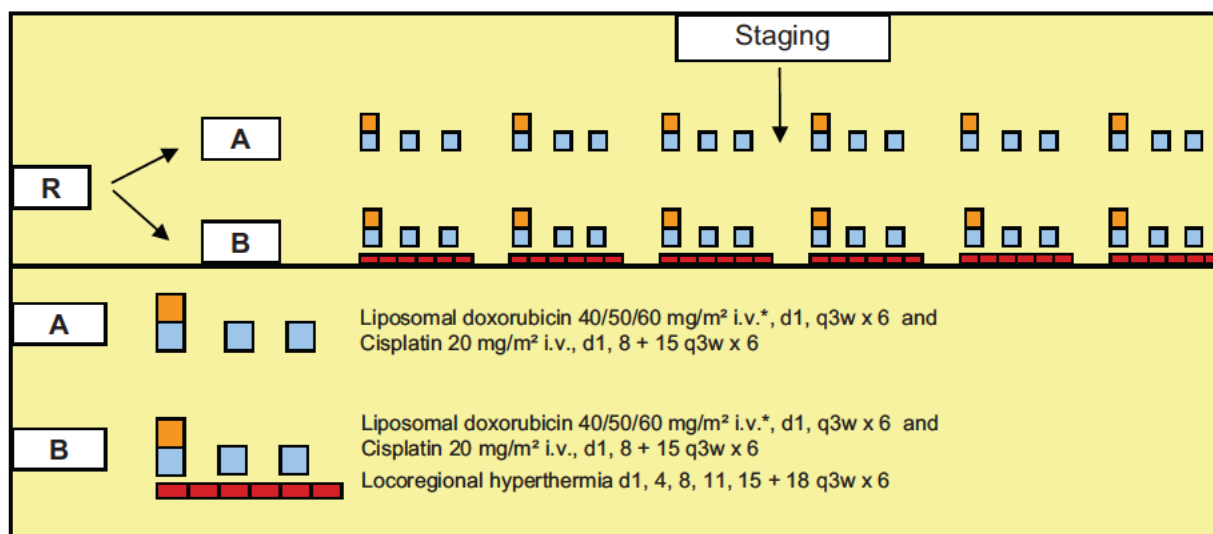 Staging
A
R
B
A
Liposomal doxorubicin 40/50/60 mg/m² i.v.*, d1, q3w x 6 and
Cisplatin 20 mg/m² i.v., d1, 8 + 15 q3w x 6
B
Liposomal doxorubicin 40/50/60 mg/m² i.v.*, d1, q3w x 6 and
Cisplatin 20 mg/m² i.v., d1, 8 + 15 q3w x 6
Locoregional hyperthermia d1, 4, 8, 11, 15 + 18 q3w x 6